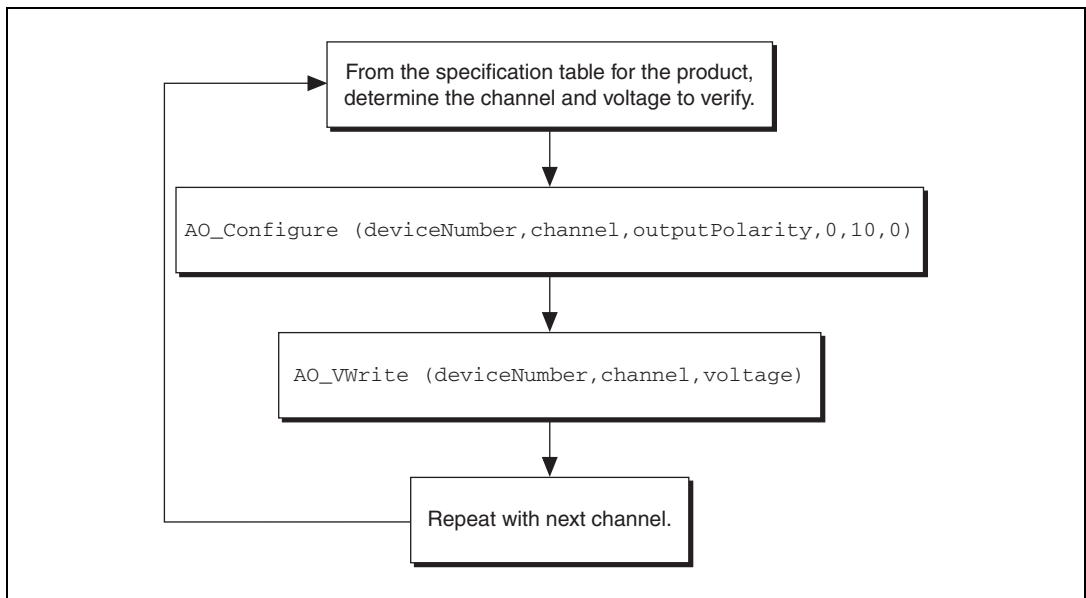 From the specification table for the product,
determine the channel and voltage to verify.
AO_Configure (deviceNumber,channel,outputPolarity,0,10,0)
AO_VWrite (deviceNumber,channel,voltage)
Repeat with next channel.